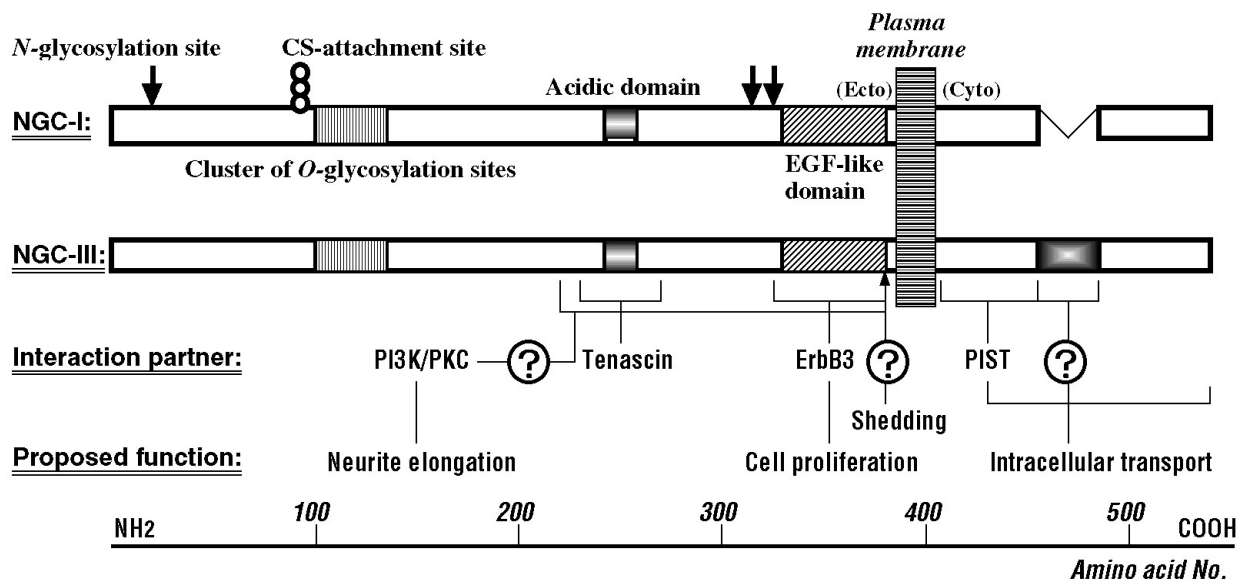 Plasma
membrane
N-glycosylation site
CS-attachment site
Acidic domain
(Ecto)
(Cyto)
NGC-I:
Cluster of O-glycosylation sites
EGF-like
domain
NGC-III:
Interaction partner:
PI3K/PKC
?
Tenascin
ErbB3
?
PIST
?
Shedding
Proposed function:
Neurite elongation
Cell proliferation
Intracellular transport
NH2
100
200
300
400
500
COOH
Amino acid No.